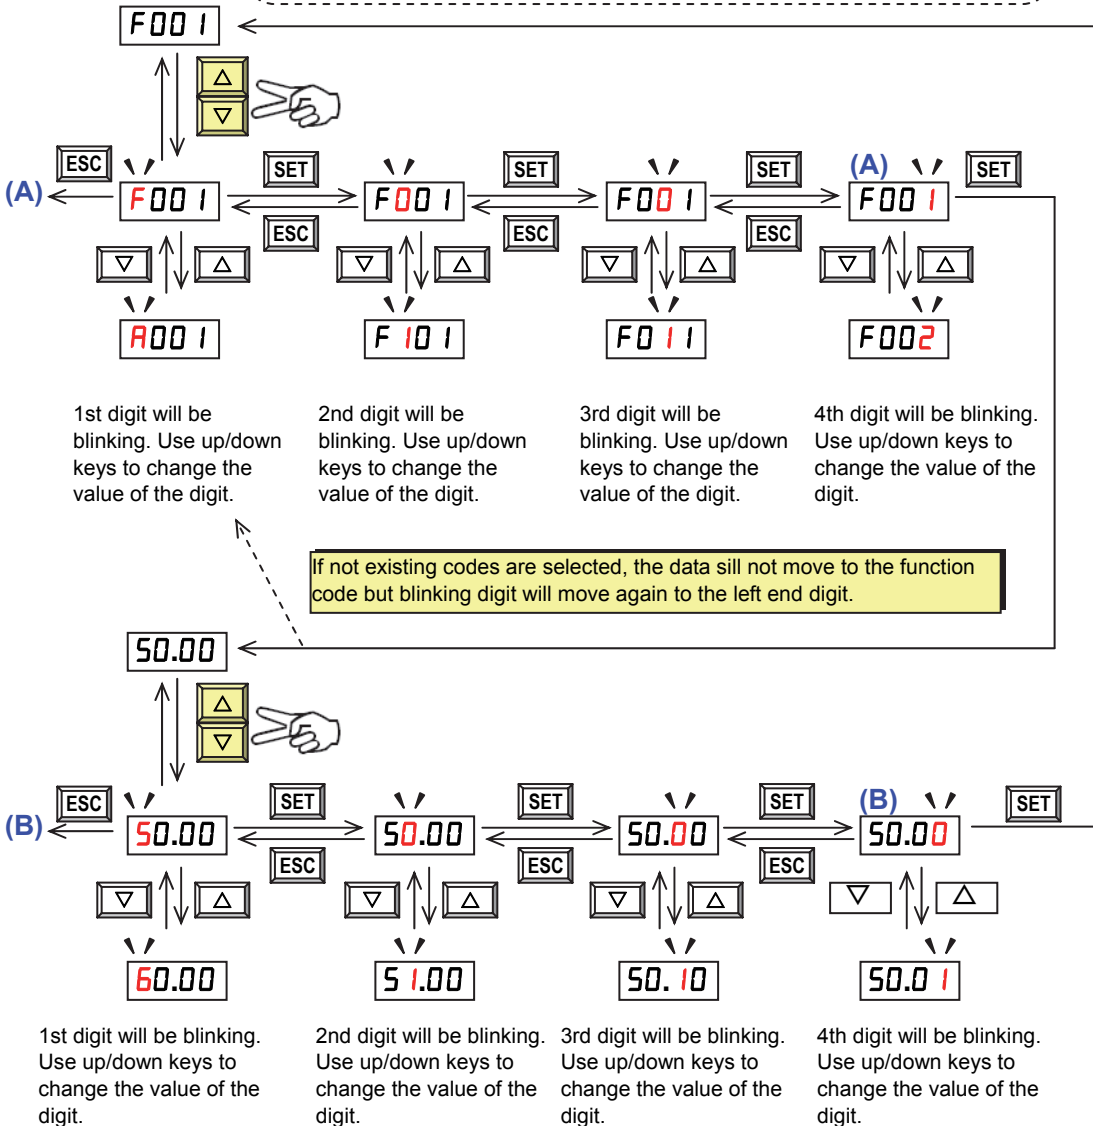 F001
△
▽
ESC
SET
SET
(A)
SET
SET
(A)
F001
F001
F001
F001
ESC
ESC
ESC
▽ △
▽ △
▽ △
▽ △
A001
F101
F011
F002
1st digit will be
blinking. Use up/down
keys to change the
value of the digit.
2nd digit will be
blinking. Use up/down
keys to change the
value of the digit.
3rd digit will be
blinking. Use up/down
keys to change the
value of the digit.
4th digit will be blinking.
Use up/down keys to
change the value of the
digit.
If not existing codes are selected, the data sill not move to the function
code but blinking digit will move again to the left end digit.
50.00
△
▽
ESC
SET
SET
SET
(B)
SET
(B)
50.00
50.00
50.00
50.00
ESC
ESC
ESC
▽ △
▽ △
▽ △
▽ △
60.00
51.00
50.10
50.01
1st digit will be blinking.
Use up/down keys to
change the value of the
digit.
2nd digit will be blinking.
Use up/down keys to
change the value of the
digit.
3rd digit will be blinking.
Use up/down keys to
change the value of the
digit.
4th digit will be blinking.
Use up/down keys to
change the value of the
digit.